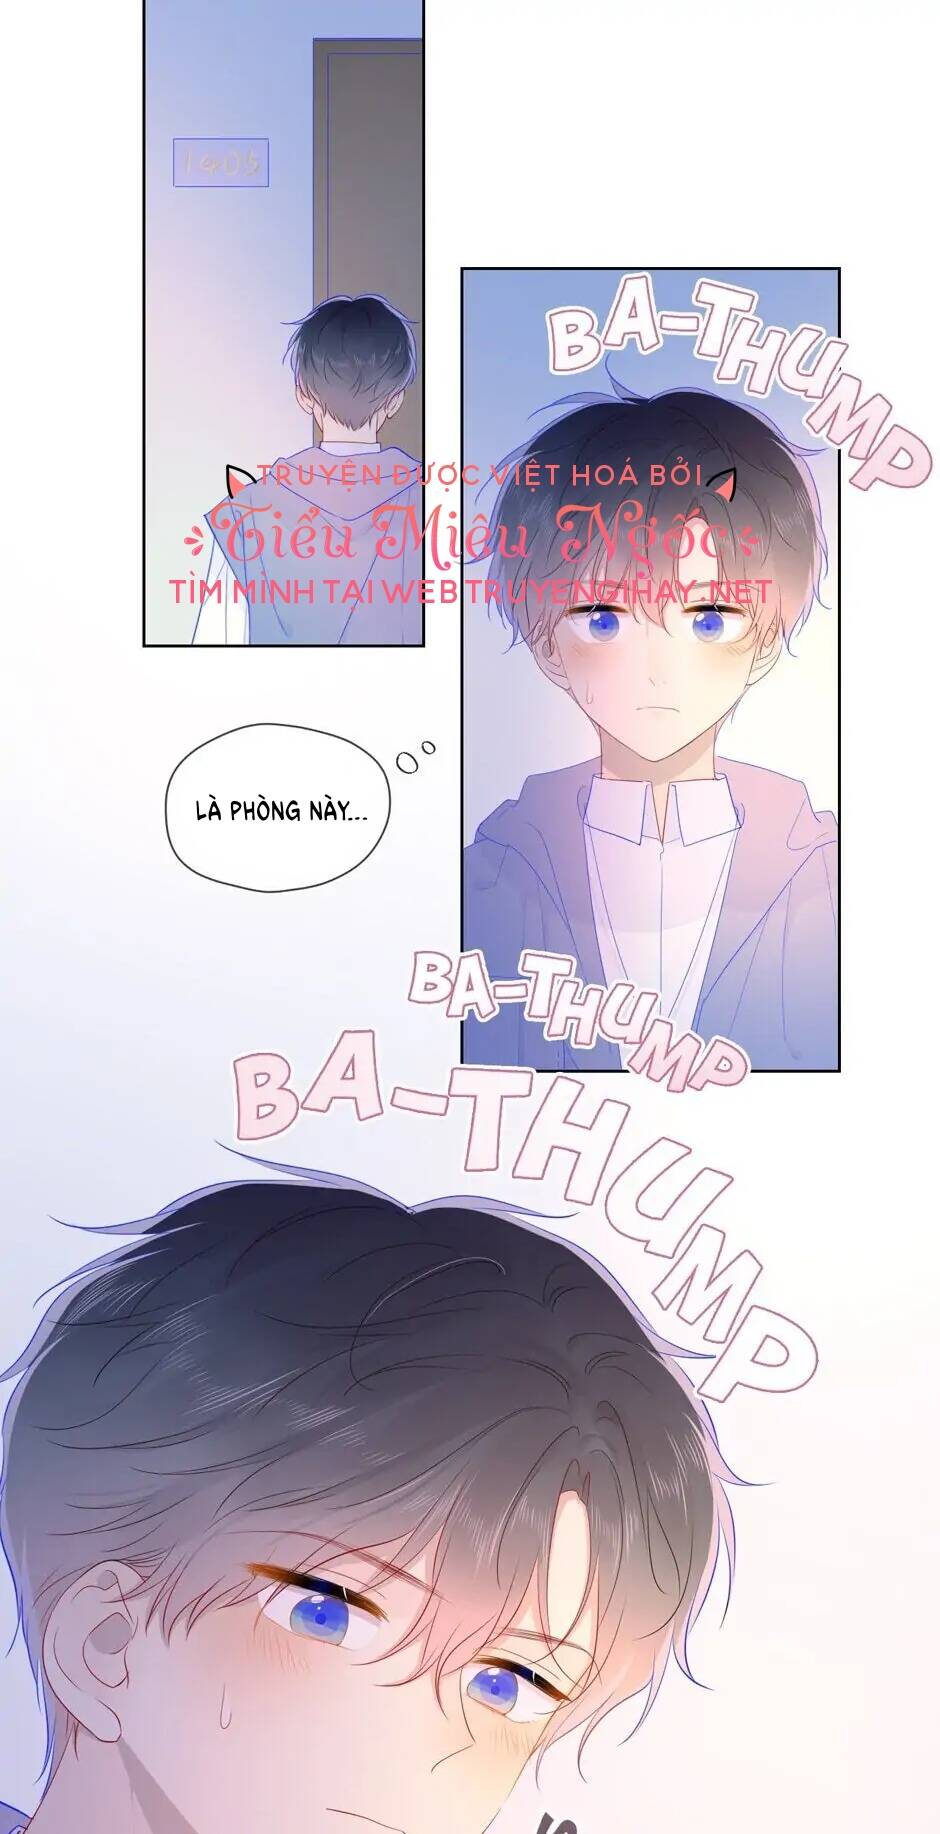 1405
BA-THUMP
TRUYỆN ĐƯỢC VIỆT HOÁ BỞI
Tiểu Miêu Ngốc
TÌM MÌNH TẠI WEB TRUYENGIHAY.NET
LÀ PHÒNG NÀY...
BA-THUMP
BA-THUMP